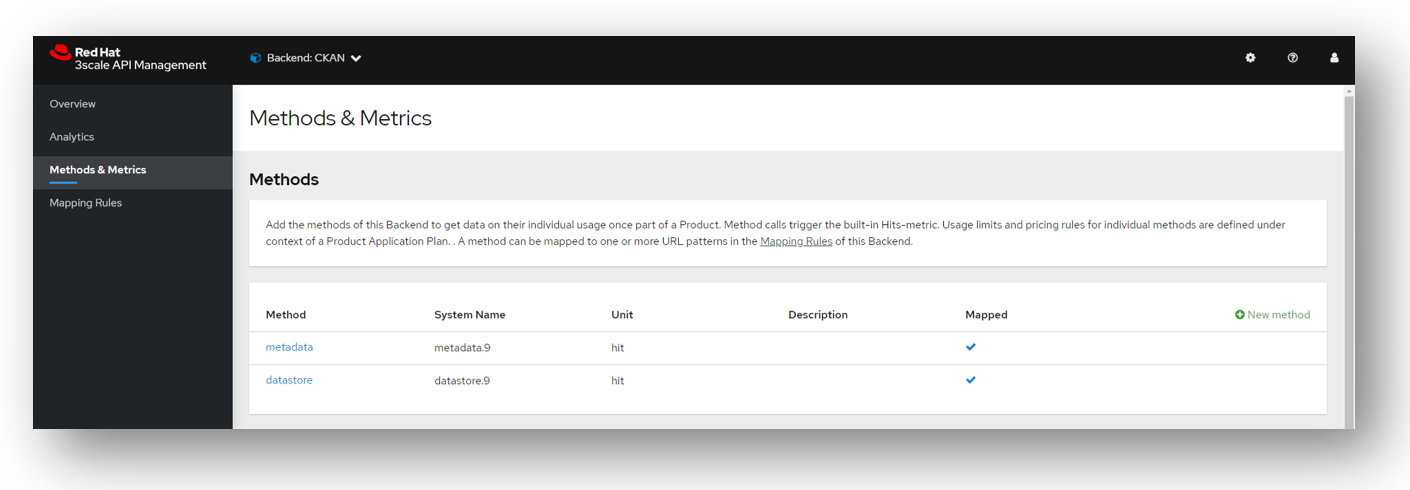 Red Hat
3scale API Management
Backend: CKAN
Overview
Analytics
Methods & Metrics
Mapping Rules
Methods & Metrics
Methods
Add the methods of this Backend to get data on their individual usage once part of a Product. Method calls trigger the built-in Hits-metric. Usage limits and pricing rules for individual methods are defined under
context of a Product Application Plan. . A method can be mapped to one or more URL patterns in the Mapping Rules of this Backend.
Method System Name Unit Description Mapped New method
metadata metadata.9 hit
datastore datastore.9 hit